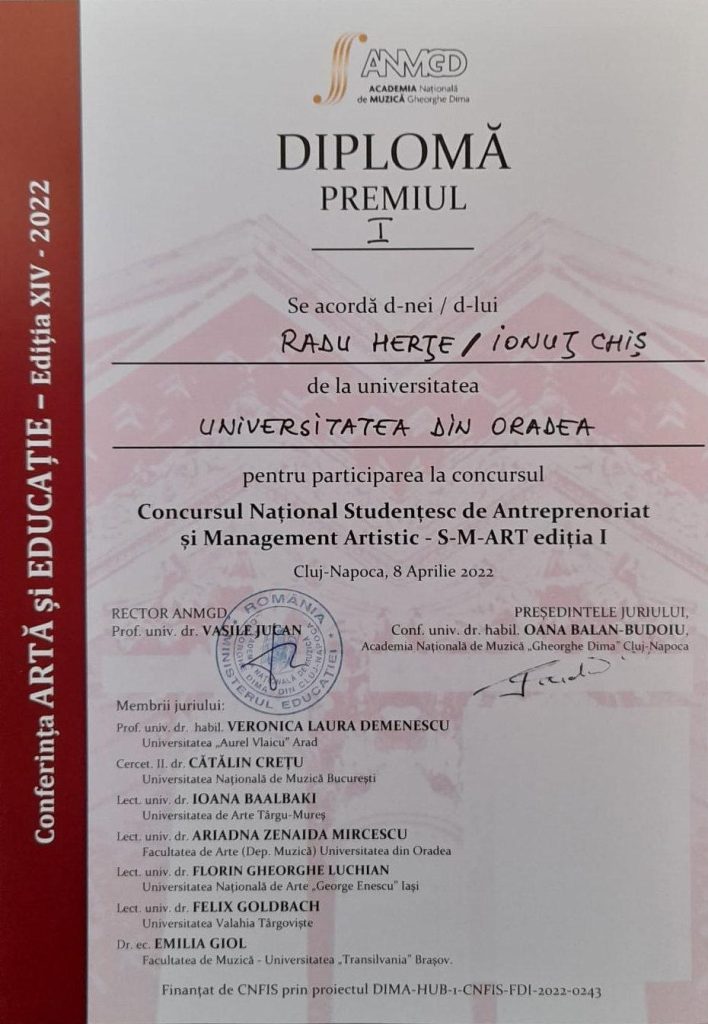 ANMGD
ACADEMIA Națională
de MUZICĂ Gheorghe Dima
DIPLOMĂ
PREMIUL
I
Se acordă d-nei / d-lui
RADU HERȚE / IONUȚ CHIȘ
de la universitatea
UNIVERSITATEA DIN ORADEA
pentru participarea la concursul
Concursul Național Studențesc de Antreprenoriat
și Management Artistic - S-M-ART ediția I
Cluj-Napoca, 8 Aprilie 2022
RECTOR ANMGD,
Prof. univ. dr. VASILE JUCAN
PREȘEDINTELE JURIULUI,
Conf. univ. dr. habil. OANA BALAN-BUDOIU,
Academia Națională de Muzică „Gheorghe Dima” Cluj-Napoca
ROMÂNIA
MINISTERUL EDUCAȚIEI
Membrii juriului:
Prof. univ. dr. habil. VERONICA LAURA DEMENESCU
Universitatea „Aurel Vlaicu” Arad
Cercet. II. dr. CĂTĂLIN CREȚU
Universitatea Națională de Muzică București
Lect. univ. dr. IOANA BAALBAKI
Universitatea de Arte Târgu-Mureș
Lect. univ. dr. ARIADNA ZENAIDA MIRCESCU
Facultatea de Arte (Dep. Muzică) Universitatea din Oradea
Lect. univ. dr. FLORIN GHEORGHE LUCHIAN
Universitatea Națională de Arte „George Enescu” Iași
Lect. univ. dr. FELIX GOLDBACH
Universitatea Valahia Târgoviște
Dr. ec. EMILIA GIOL
Facultatea de Muzică - Universitatea „Transilvania” Brașov.
Finanțat de CNFIS prin proiectul DIMA-HUB-1-CNFIS-FDI-2022-0243
Conferința ARTĂ și EDUCAȚIE – Ediția XIV - 2022